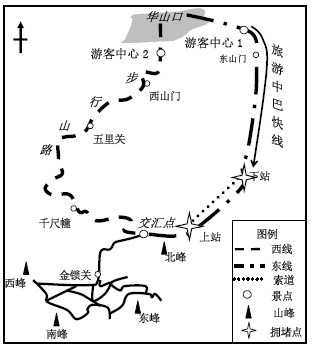 华山口
游客中心1
游客中心2
东山门
旅游中巴快线
步行山路
西山门
五里关
下站
千尺幢
交汇点
上站
北峰
金锁关
西峰
东峰
南峰
图例
西线
东线
索道
景点
山峰
拥堵点